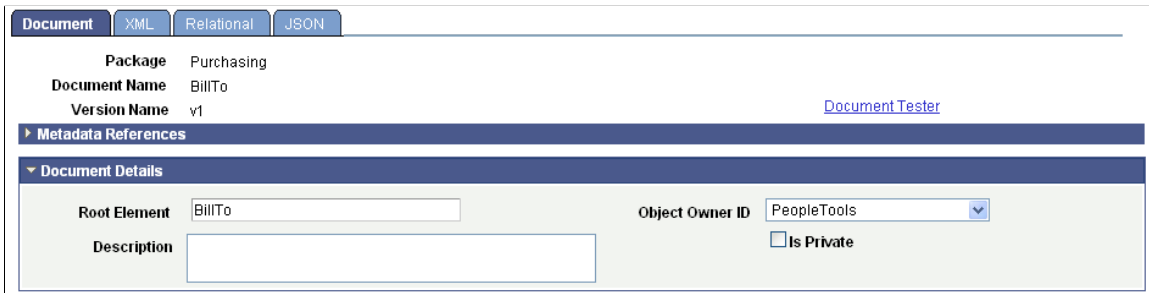 Document XML Relational JSON
Package Purchasing
Document Name BillTo
Version Name v1 Document Tester
Metadata References
Document Details
Root Element BillTo Object Owner ID PeopleTools
Description Is Private